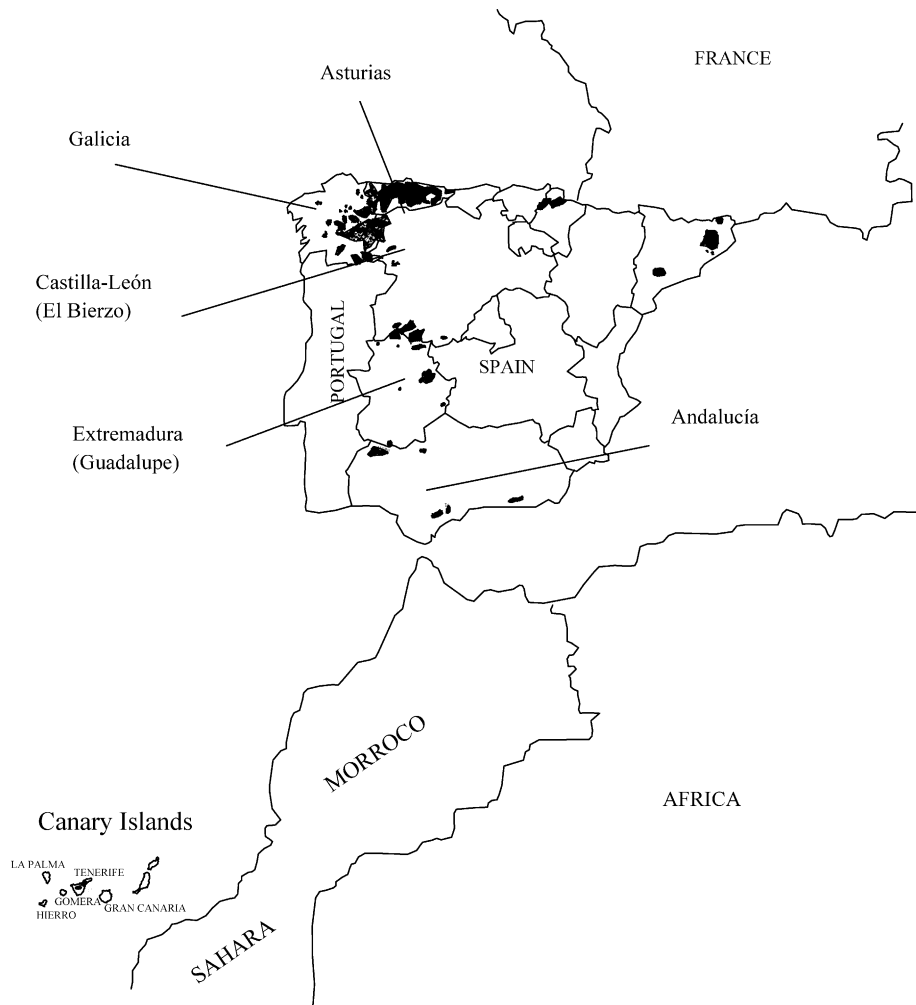 FRANCE
Asturias
Galicia
Castilla-León
(El Bierzo)
PORTUGAL
SPAIN
Andalucía
Extremadura
(Guadalupe)
MORROCO
AFRICA
Canary Islands
LA PALMA
TENERIFE
GOMERA
GRAN CANARIA
HIERRO
SAHARA